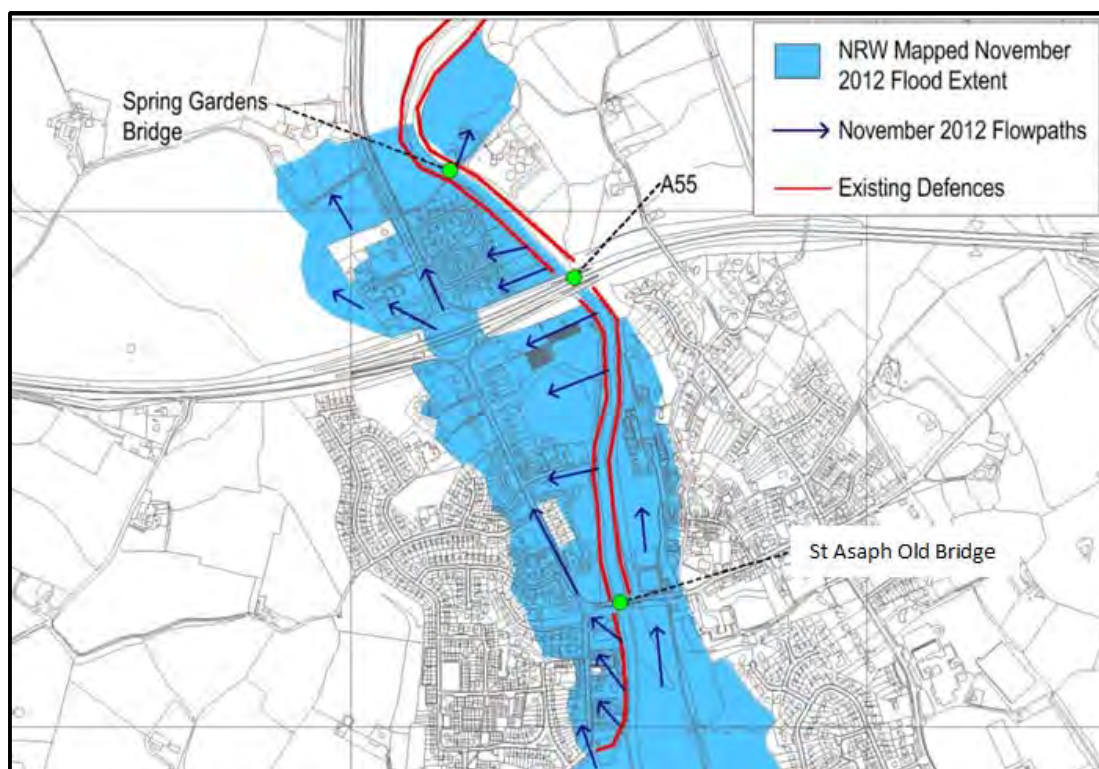 NRW Mapped November
2012 Flood Extent
Spring Gardens
Bridge
November 2012 Flowpaths
A55
Existing Defences
St Asaph Old Bridge